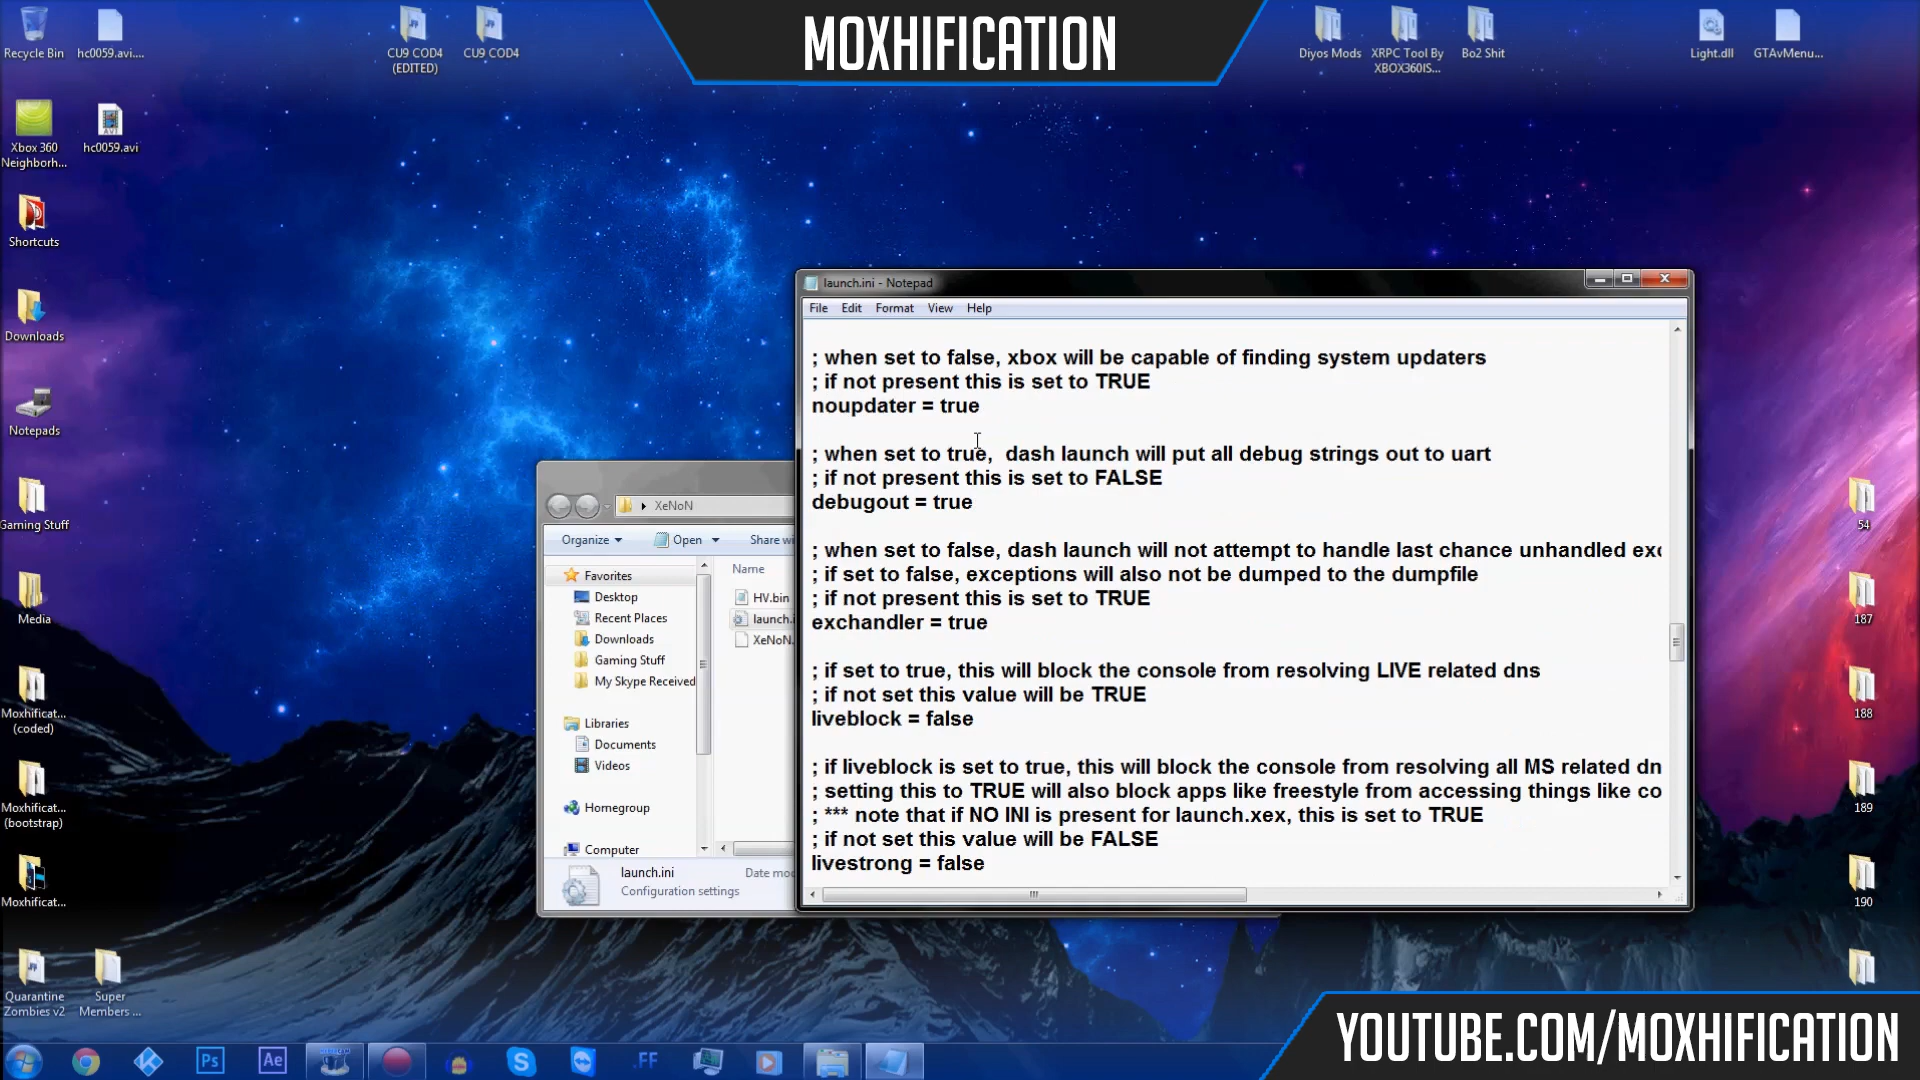 MOXHIFICATION
Recycle Bin
hc0059.avi....
CU9 COD4
(EDITED)
CU9 COD4
Diyos Mods
XRPC Tool By
XBOX360IS...
Bo2 Shit
Light.dll
GTAvMenu...
Xbox 360
Neighborh...
hc0059.avi
Shortcuts
Downloads
Notepads
Gaming Stuff
Media
Moxhificat...
(coded)
Moxhificat...
(bootstrap)
Moxhificat...
Quarantine
Zombies v2
Super
Members ...
54
187
188
189
190
launch.ini - Notepad
File Edit Format View Help
; when set to false, xbox will be capable of finding system updaters
; if not present this is set to TRUE
noupdater = true
; when set to true,  dash launch will put all debug strings out to uart
; if not present this is set to FALSE
debugout = true
; when set to false, dash launch will not attempt to handle last chance unhandled exc
; if set to false, exceptions will also not be dumped to the dumpfile
; if not present this is set to TRUE
exchandler = true
; if set to true, this will block the console from resolving LIVE related dns
; if not set this value will be TRUE
liveblock = false
; if liveblock is set to true, this will block the console from resolving all MS related dn
; setting this to TRUE will also block apps like freestyle from accessing things like co
; *** note that if NO INI is present for launch.xex, this is set to TRUE
; if not set this value will be FALSE
livestrong = false
XeNoN
Organize Open Share wi
Name
HV.bin
launch.i
XeNoN.
Favorites
Desktop
Recent Places
Downloads
Gaming Stuff
My Skype Received
Libraries
Documents
Videos
Homegroup
Computer
launch.ini Date mod
Configuration settings
Ps
Ae
FF
YOUTUBE.COM/MOXHIFICATION